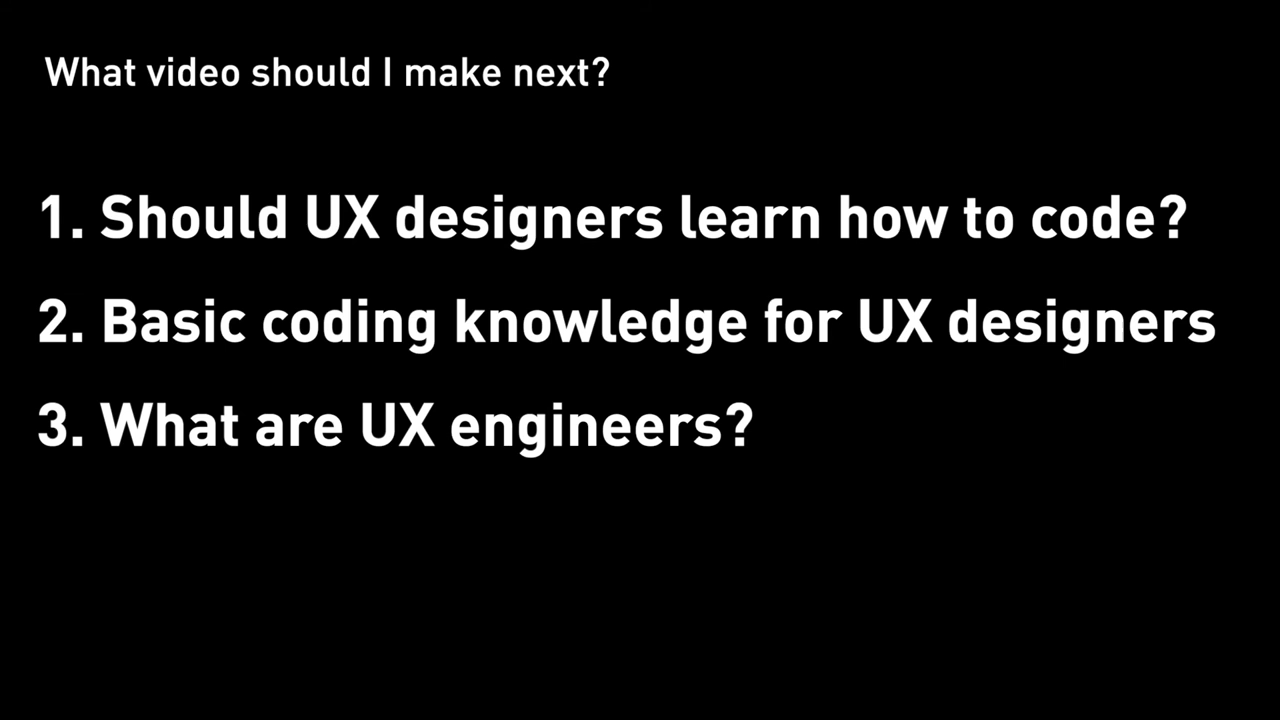 What video should I make next?
1. Should UX designers learn how to code?
2. Basic coding knowledge for UX designers
3. What are UX engineers?